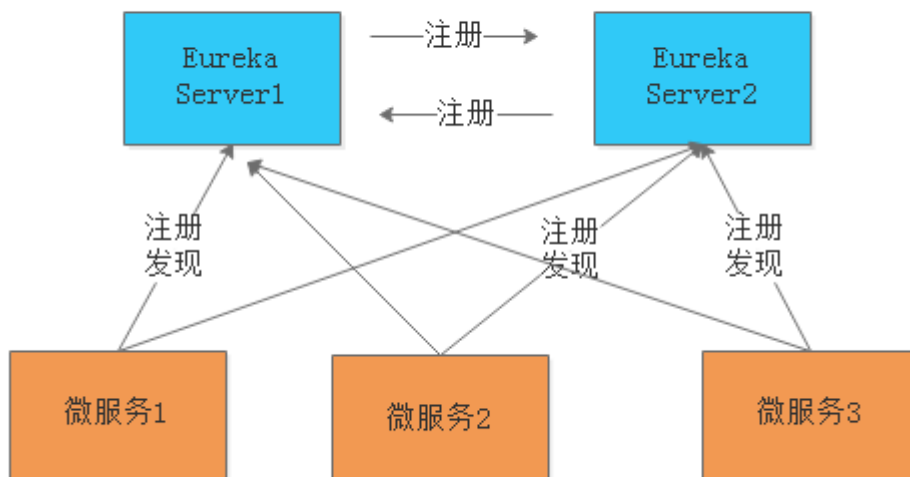 Eureka
Server1
注册
Eureka
Server2
注册
注册
发现
注册
发现
注册
发现
微服务1
微服务2
微服务3